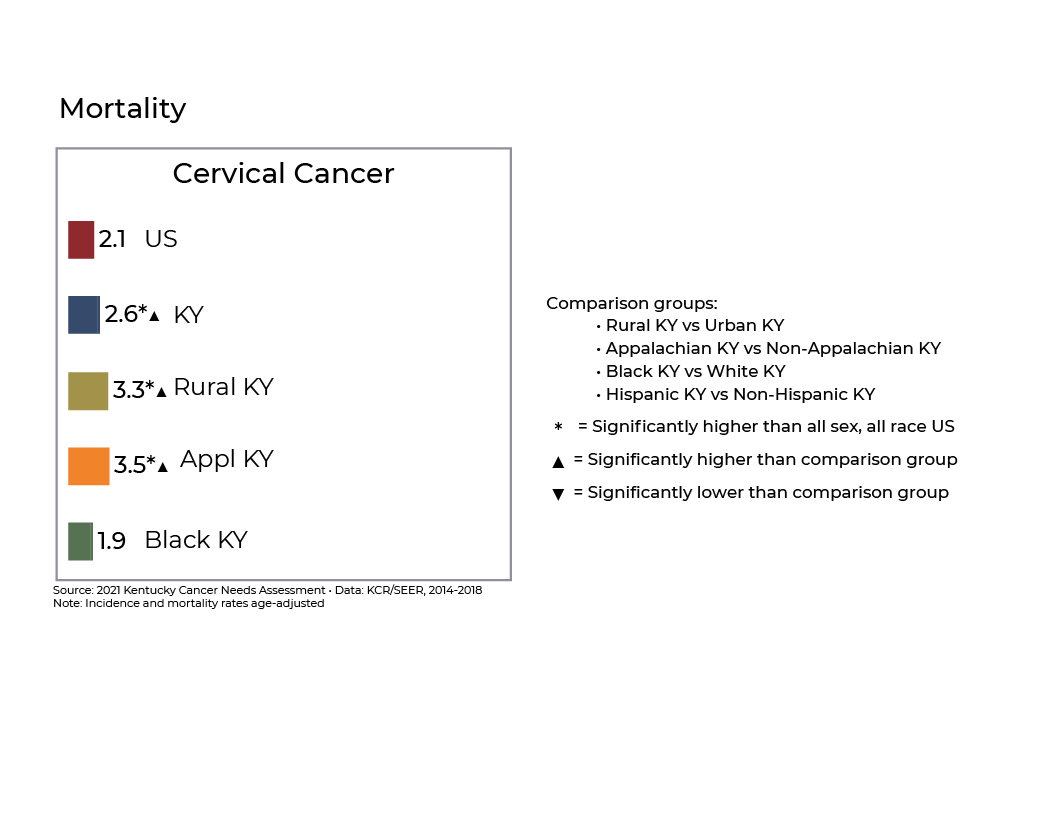 Mortality
Cervical Cancer
2.1 US
2.6*▲ KY
3.3*▲ Rural KY
3.5*▲ Appl KY
1.9 Black KY
Source: 2021 Kentucky Cancer Needs Assessment • Data: KCR/SEER, 2014-2018
Note: Incidence and mortality rates age-adjusted
Comparison groups:
• Rural KY vs Urban KY
• Appalachian KY vs Non-Appalachian KY
• Black KY vs White KY
• Hispanic KY vs Non-Hispanic KY
* = Significantly higher than all sex, all race US
▲ = Significantly higher than comparison group
▼ = Significantly lower than comparison group